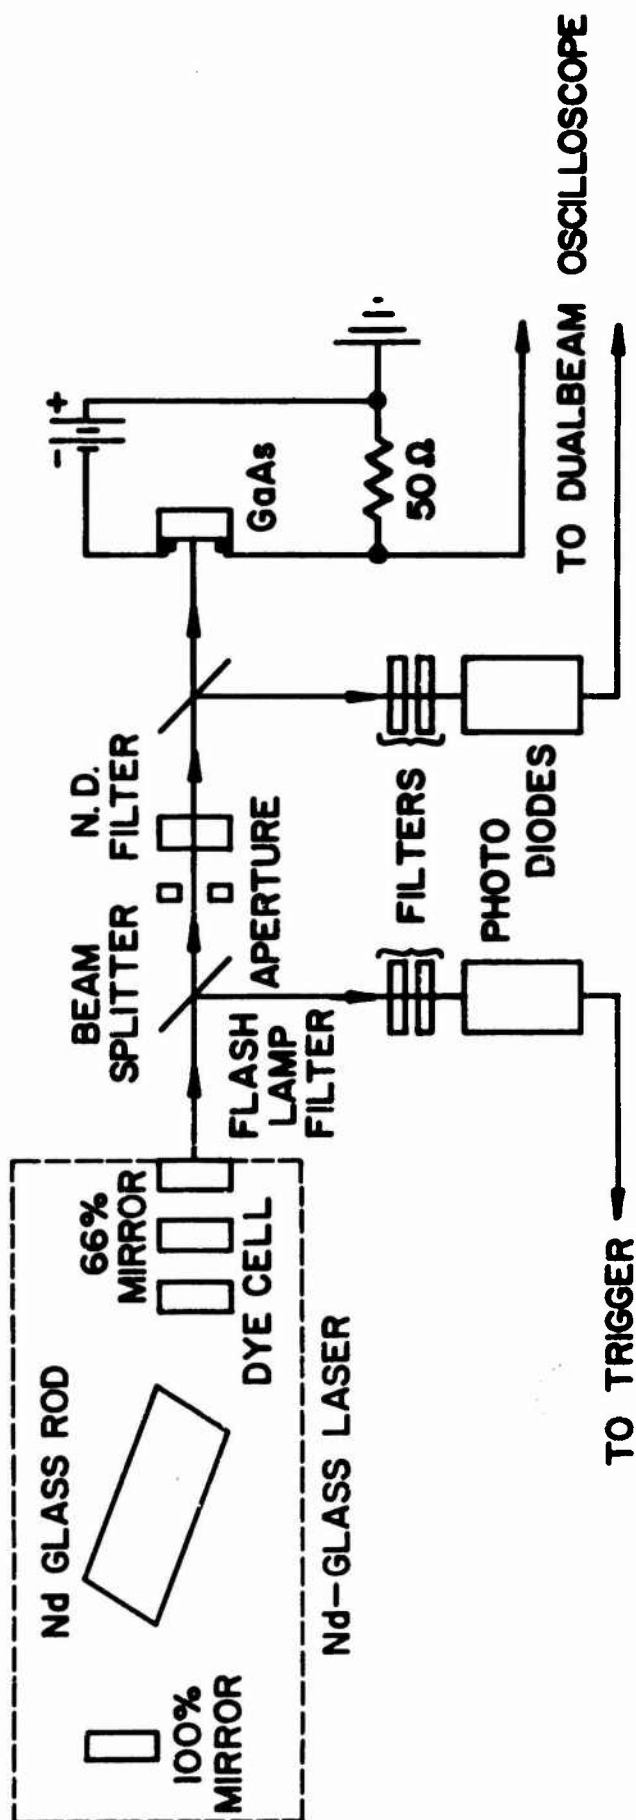 100%
MIRROR
Nd GLASS ROD
66%
MIRROR
DYE CELL
Nd-GLASS LASER
FLASH
LAMP
FILTER
BEAM
SPLITTER
APERTURE
N.D.
FILTER
GaAs
- +
50Ω
FILTERS
PHOTO
DIODES
TO TRIGGER
TO DUALBEAM OSCILLOSCOPE